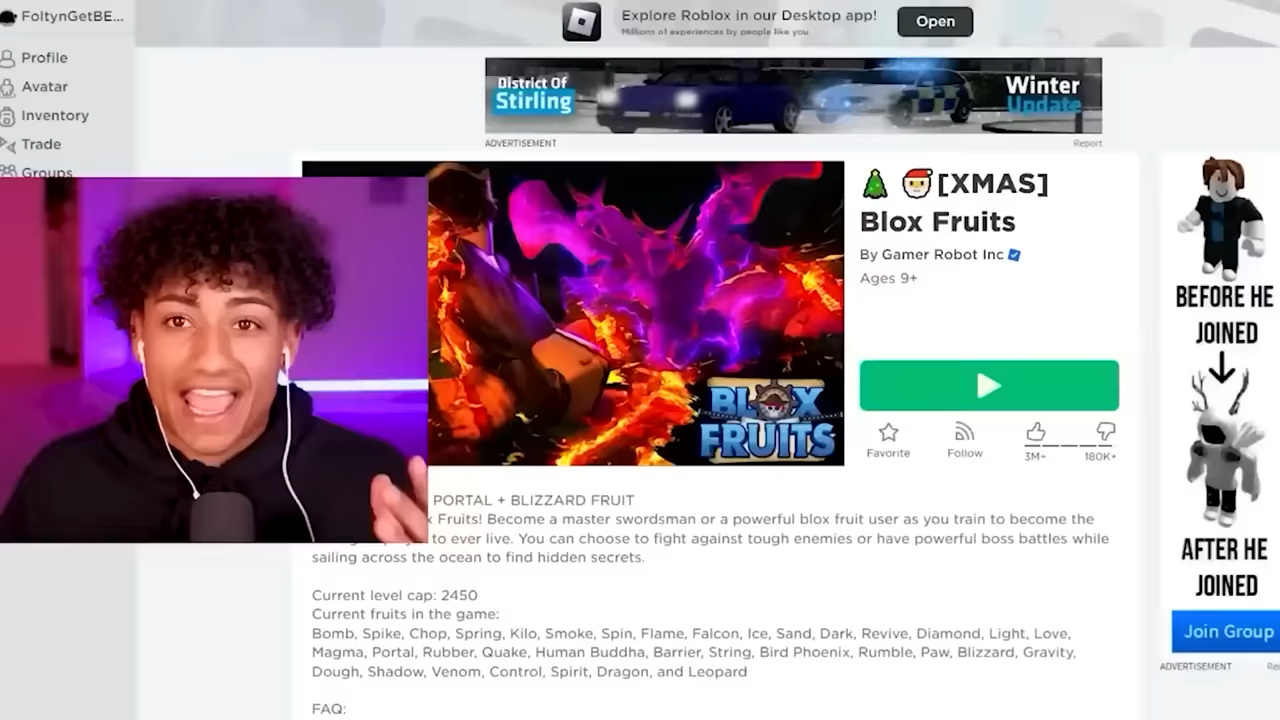 FoltynGetBE...
Profile
Avatar
Inventory
Trade
Groups
Explore Roblox in our Desktop app!
Millions of experiences by people like you
Open
District Of
Stirling
Winter
Update
ADVERTISEMENT
Report
🎄 🎅[XMAS]
Blox Fruits
By Gamer Robot Inc
Ages 9+
BLOX
FRUITS
Favorite
Follow
3M+
180K+
PORTAL + BLIZZARD FRUIT
Fruits! Become a master swordsman or a powerful blox fruit user as you train to become the
to ever live. You can choose to fight against tough enemies or have powerful boss battles while
sailing across the ocean to find hidden secrets.
Current level cap: 2450
Current fruits in the game:
Bomb, Spike, Chop, Spring, Kilo, Smoke, Spin, Flame, Falcon, Ice, Sand, Dark, Revive, Diamond, Light, Love,
Magma, Portal, Rubber, Quake, Human Buddha, Barrier, String, Bird Phoenix, Rumble, Paw, Blizzard, Gravity,
Dough, Shadow, Venom, Control, Spirit, Dragon, and Leopard
FAQ:
BEFORE HE
JOINED
AFTER HE
JOINED
Join Group
ADVERTISEMENT